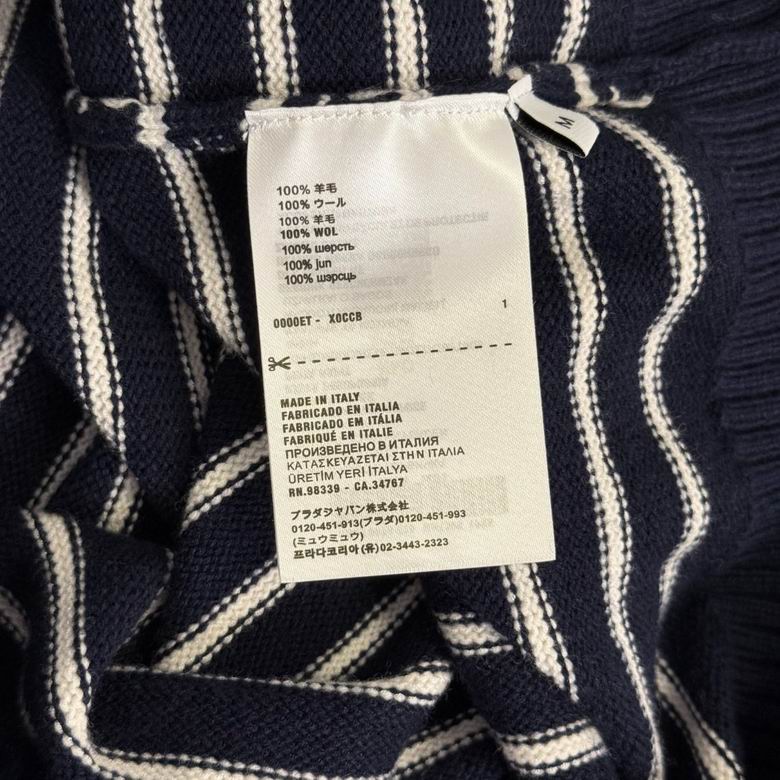 M
100% 羊毛
100% ウール
100% 羊毛
100% WOL
100% шерсть
100% jun
100% шэрсць
0000ET - X0CCB 1
MADE IN ITALY
FABRICADO EN ITALIA
FABRICADO EM ITÁLIA
FABRIQUÉ EN ITALIE
ПРОИЗВЕДЕНО В ИТАЛИЯ
ΚΑΤΑΣΚΕΥΑΖΕΤΑΙ ΣΤΗΝ ITALIA
ÜRETİM YERİ İTALYA
RN.98339 - CA.34767
プラダジャパン株式会社
0120-451-913(プラダ)0120-451-993
(ミュウミュウ)
프라다코리아(유)02-3443-2323